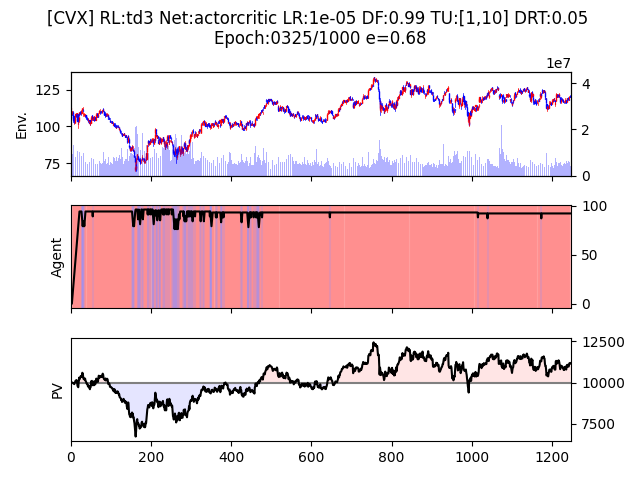 [CVX] RL:td3 Net:actorcritic LR:1e-05 DF:0.99 TU:[1,10] DRT:0.05
Epoch:0325/1000 e=0.68
1e7
Env.
125
100
75
4
2
0
Agent
100
50
0
PV
12500
10000
7500
0 200 400 600 800 1000 1200